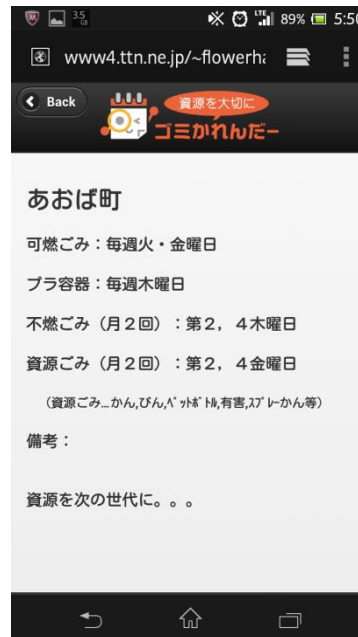 3.5
GB
LTE
89%
5:50
www4.ttn.ne.jp/~flowerha
Back
資源を大切に
ゴミかれんだー
あおば町
可燃ごみ：毎週火・金曜日
プラ容器：毎週木曜日
不燃ごみ（月２回）：第２，４木曜日
資源ごみ（月２回）：第２，４金曜日
（資源ごみ...かん,びん,ﾍﾟｯﾄﾎﾞﾄﾙ,有害,ｽﾌﾟﾚｰかん等）
備考：
資源を次の世代に。。。